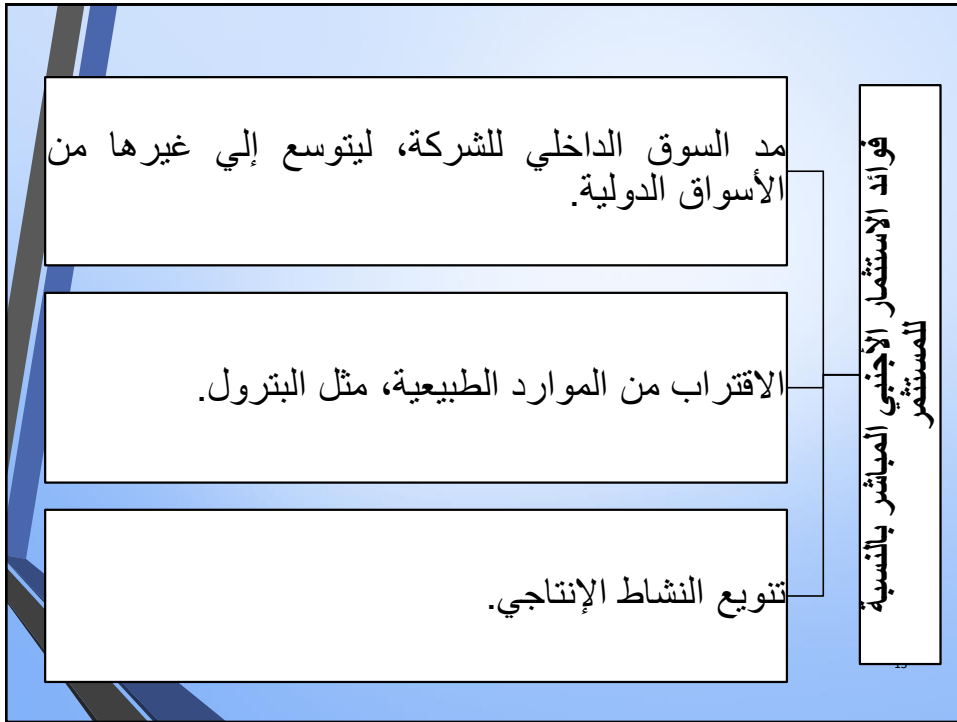 فوائد الاستثمار الأجنبي المباشر بالنسبة
للمستثمر
مد السوق الداخلي للشركة، ليتوسع إلي غيرها من
الأسواق الدولية.
الاقتراب من الموارد الطبيعية، مثل البترول.
تنويع النشاط الإنتاجي.